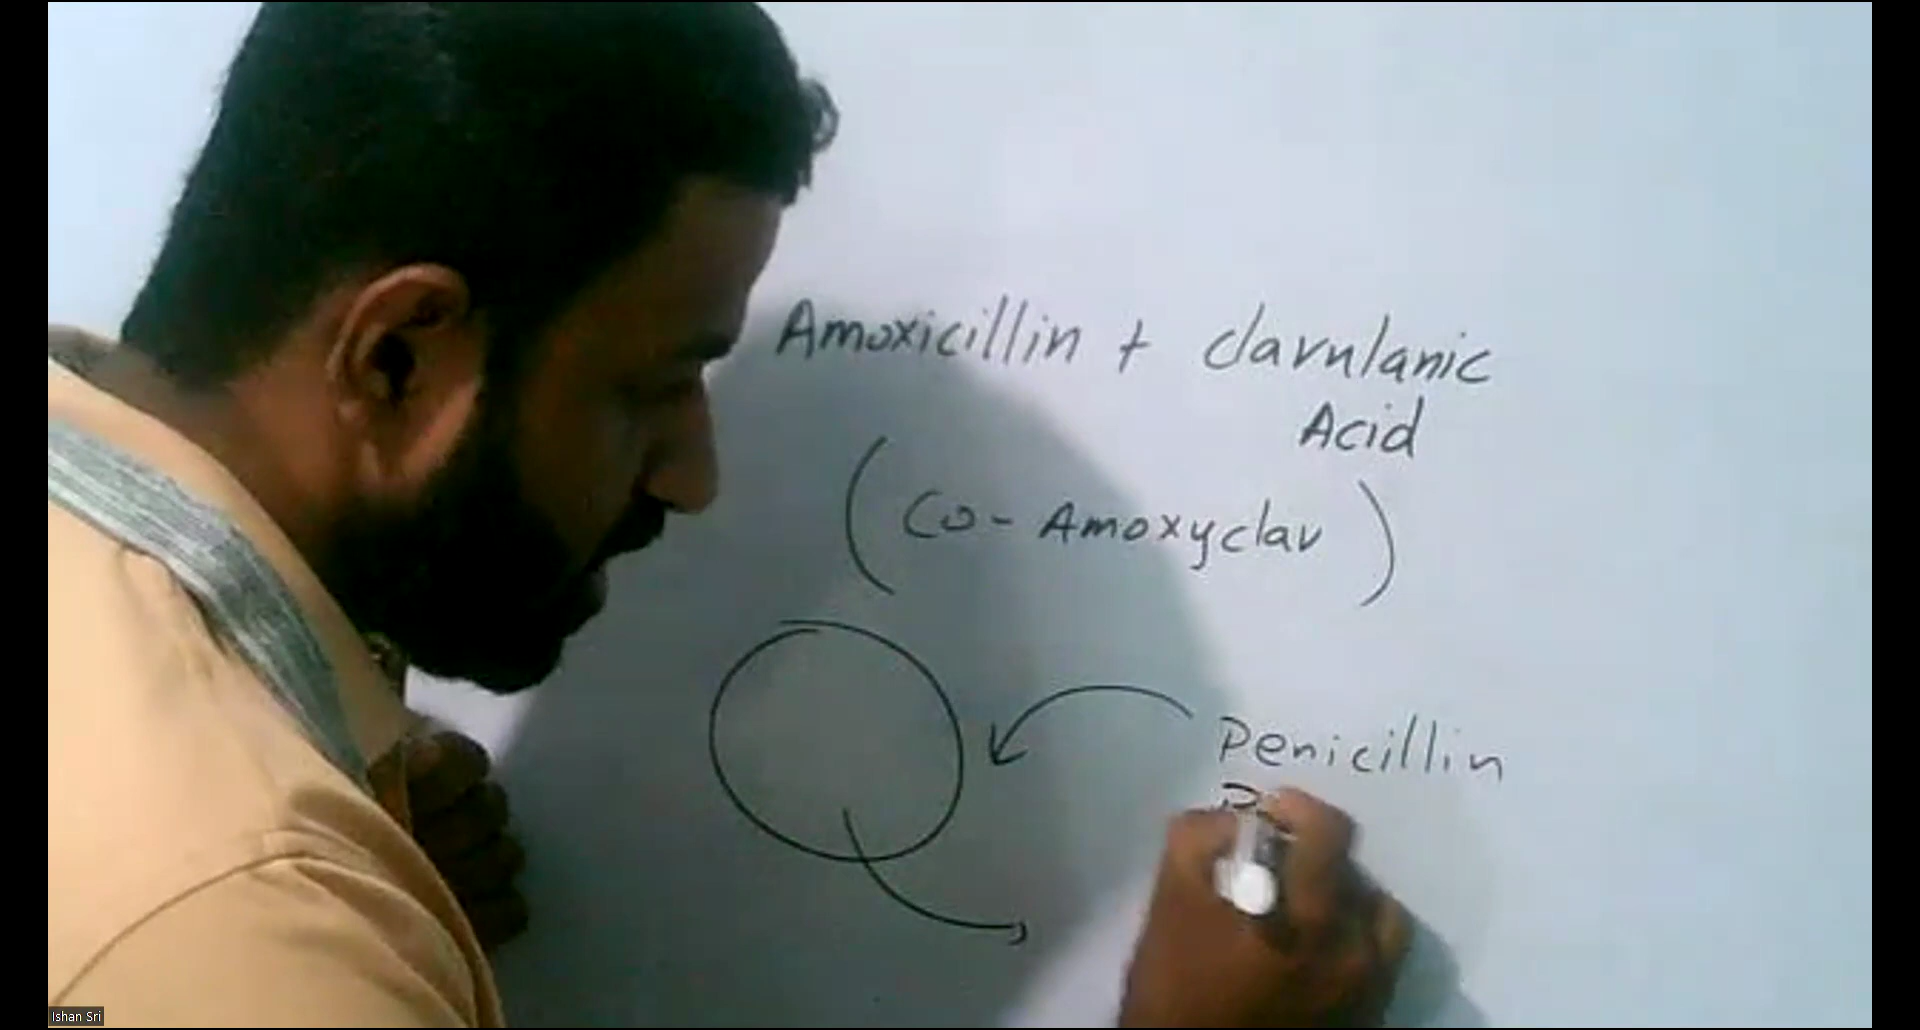 Amoxicillin + clavulanic
Acid
(Co-Amoxyclav)
Penicillin
Ishan Sri